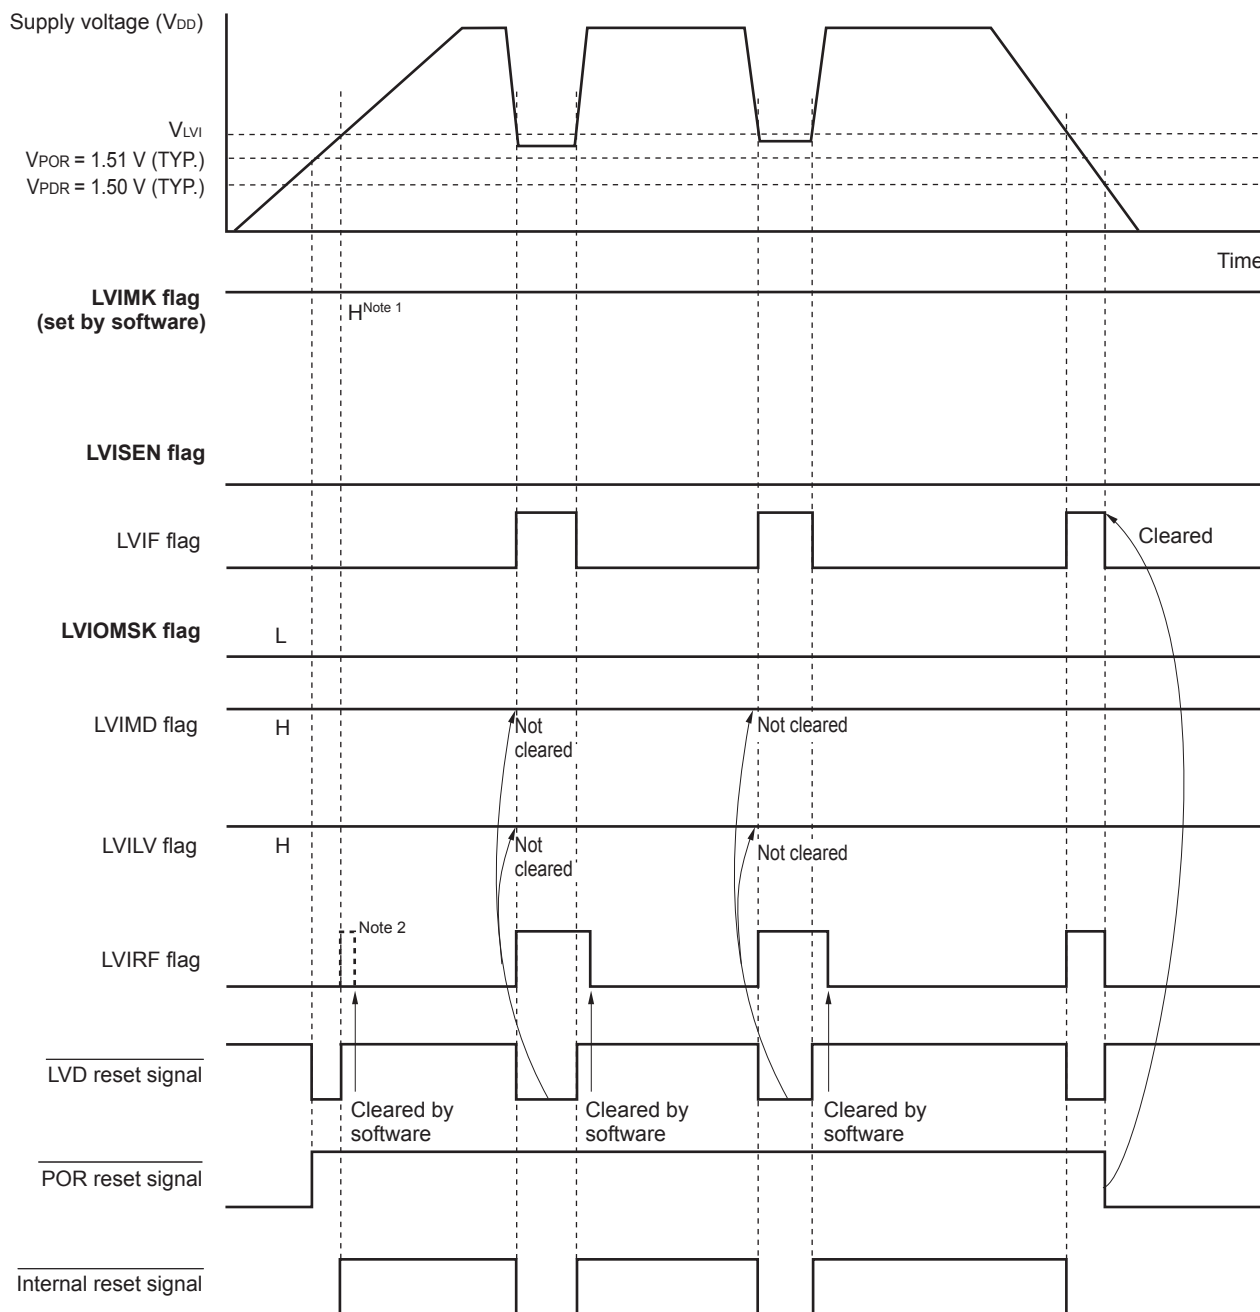 Supply voltage (VDD)
VLVI
VPOR = 1.51 V (TYP.)
VPDR = 1.50 V (TYP.)
Time
LVIMK flag
(set by software)
HNote 1
LVISEN flag
LVIF flag
Cleared
LVIOMSK flag
L
LVIMD flag
H
Not
cleared
Not cleared
LVILV flag
H
Not
cleared
Not cleared
Note 2
LVIRF flag
LVD reset signal
Cleared by
software
Cleared by
software
Cleared by
software
POR reset signal
Internal reset signal